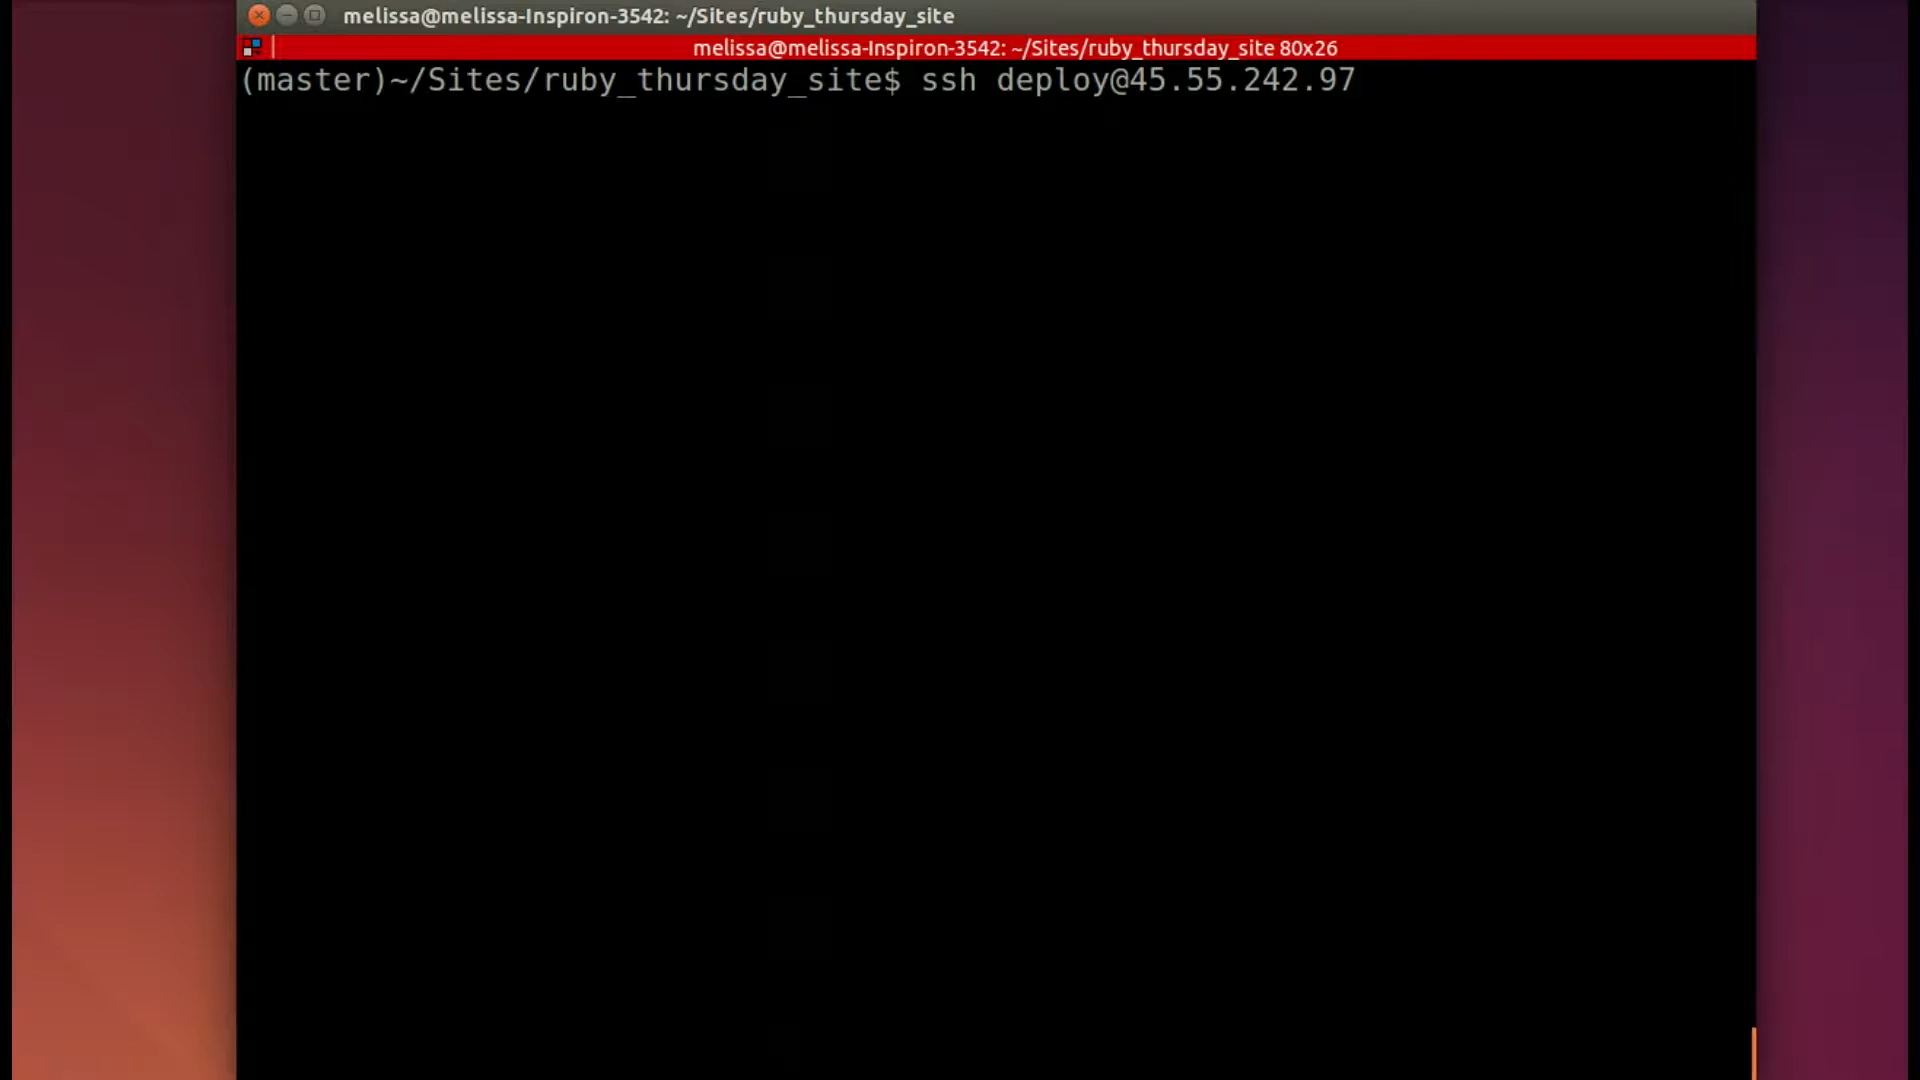 melissa@melissa-Inspiron-3542: ~/Sites/ruby_thursday_site
melissa@melissa-Inspiron-3542: ~/Sites/ruby_thursday_site 80x26
(master)~/Sites/ruby_thursday_site$ ssh deploy@45.55.242.97